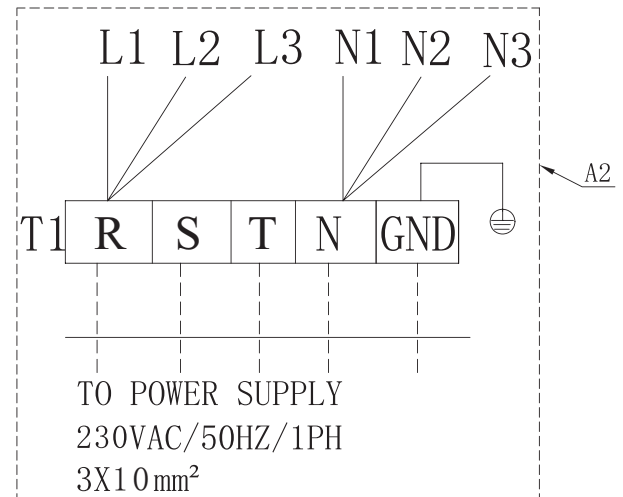 L1 L2 L3 N1 N2 N3
A2
T1 R S T N GND
TO POWER SUPPLY
230VAC/50HZ/1PH
3X10mm²